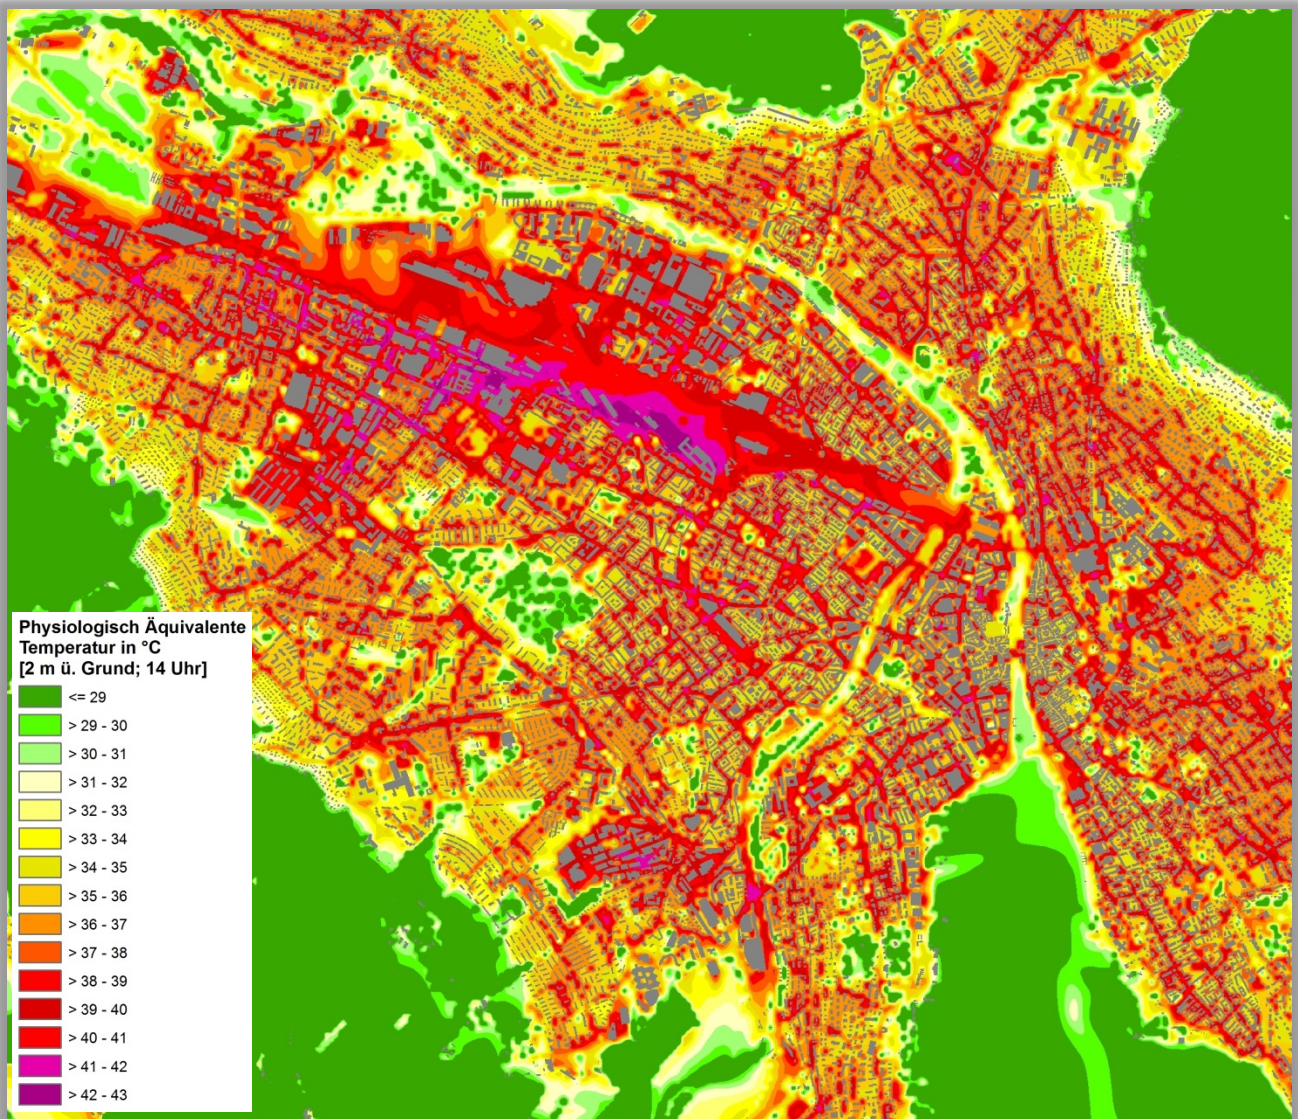 Physiologisch Äquivalente
Temperatur in °C
[2 m ü. Grund; 14 Uhr]
<= 29
> 29 - 30
> 30 - 31
> 31 - 32
> 32 - 33
> 33 - 34
> 34 - 35
> 35 - 36
> 36 - 37
> 37 - 38
> 38 - 39
> 39 - 40
> 40 - 41
> 41 - 42
> 42 - 43